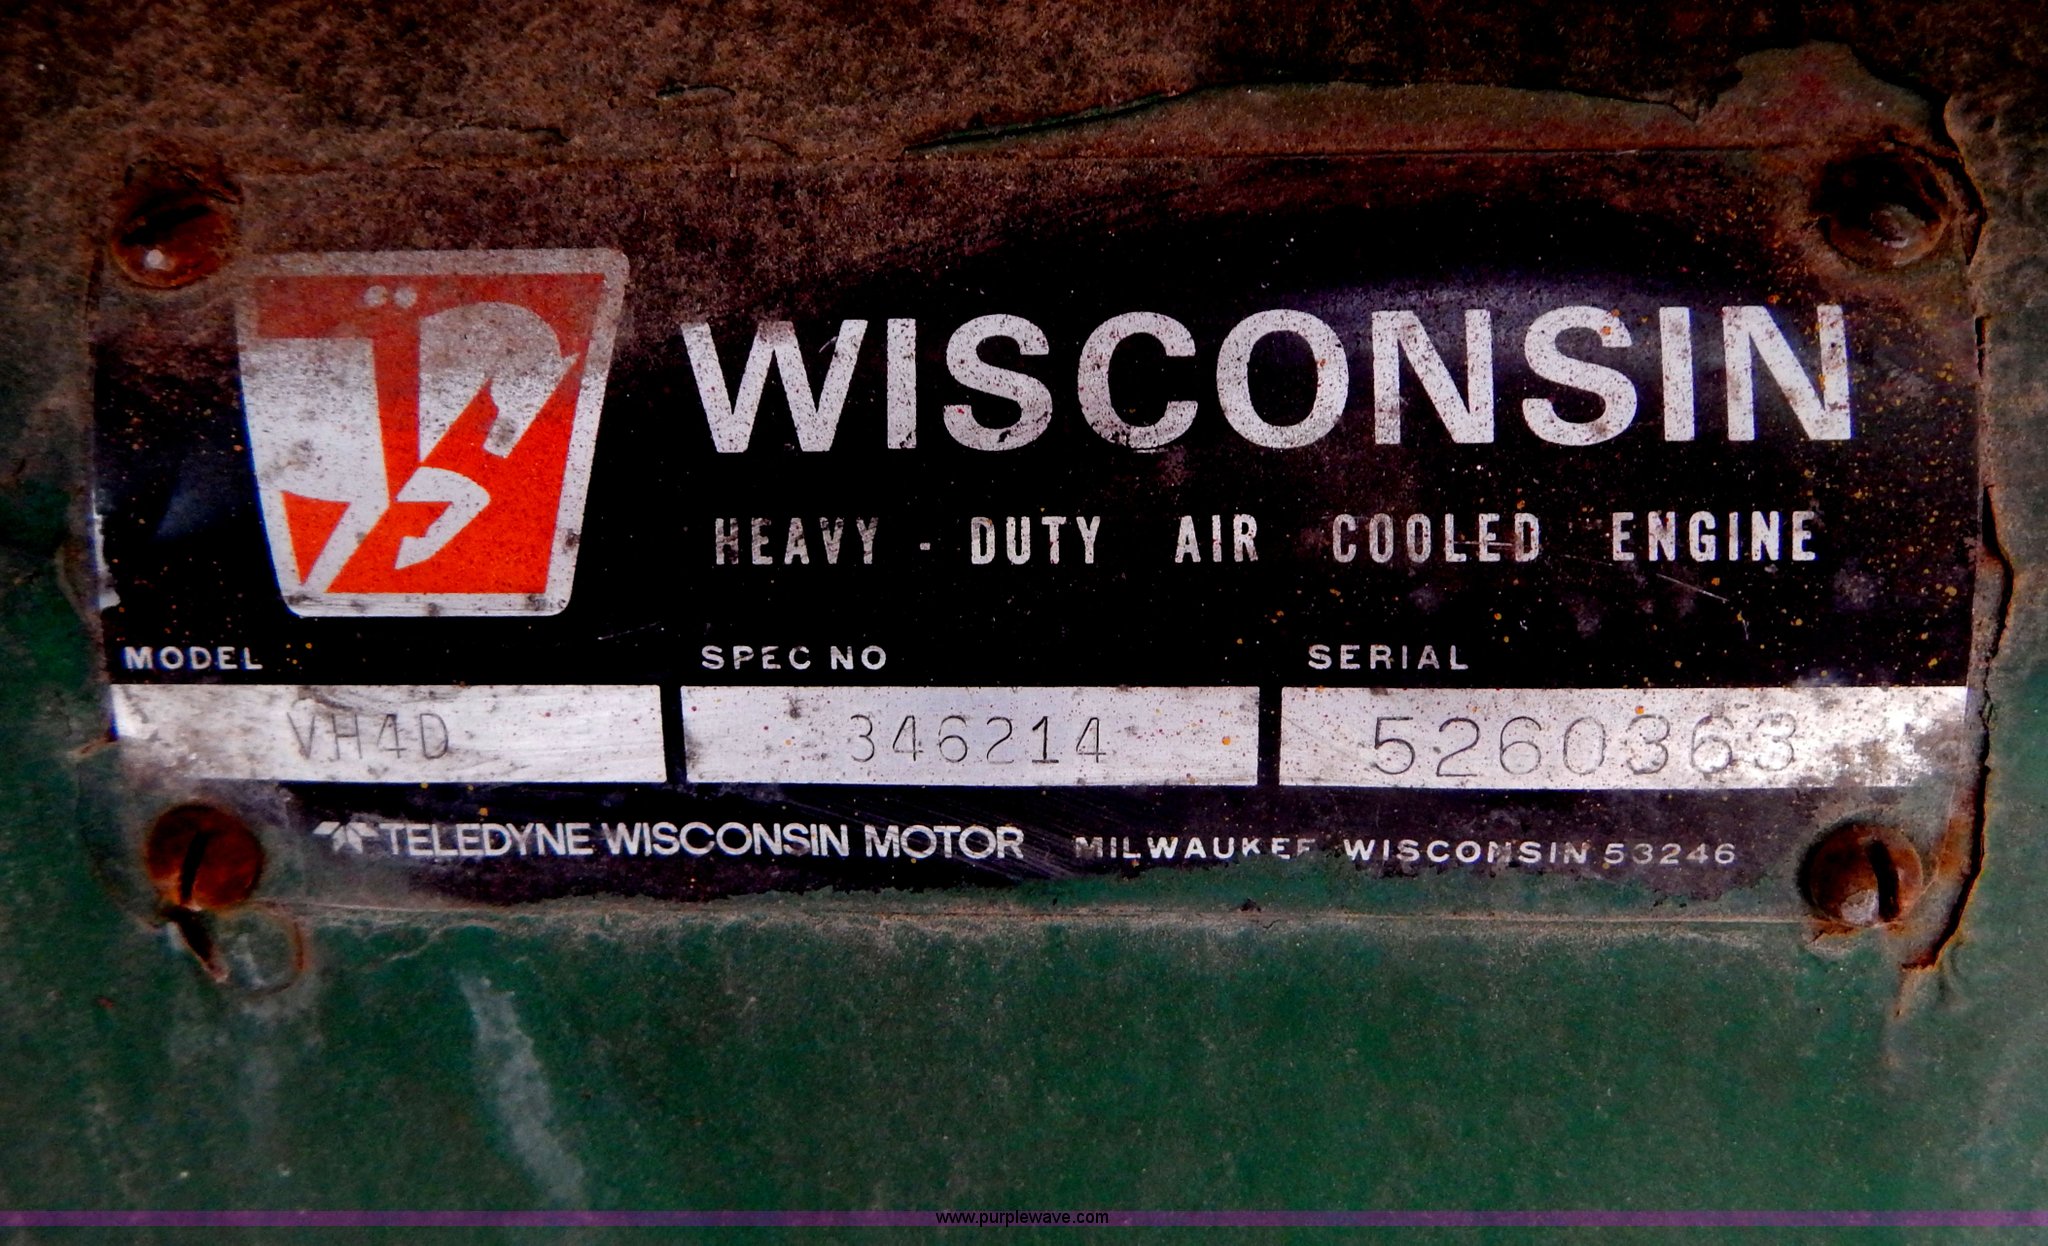 WISCONSIN
HEAVY - DUTY AIR COOLED ENGINE
MODEL SPEC NO SERIAL
VH4D 346214 5260363
TELEDYNE WISCONSIN MOTOR MILWAUKEE WISCONSIN 53246
www.purplewave.com